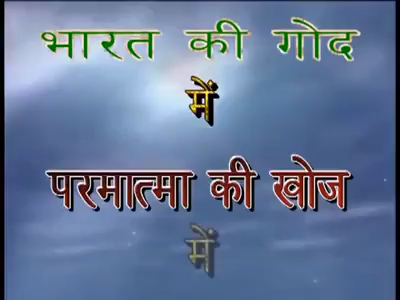 भारत की गोद
में
परमात्मा की खोज
में